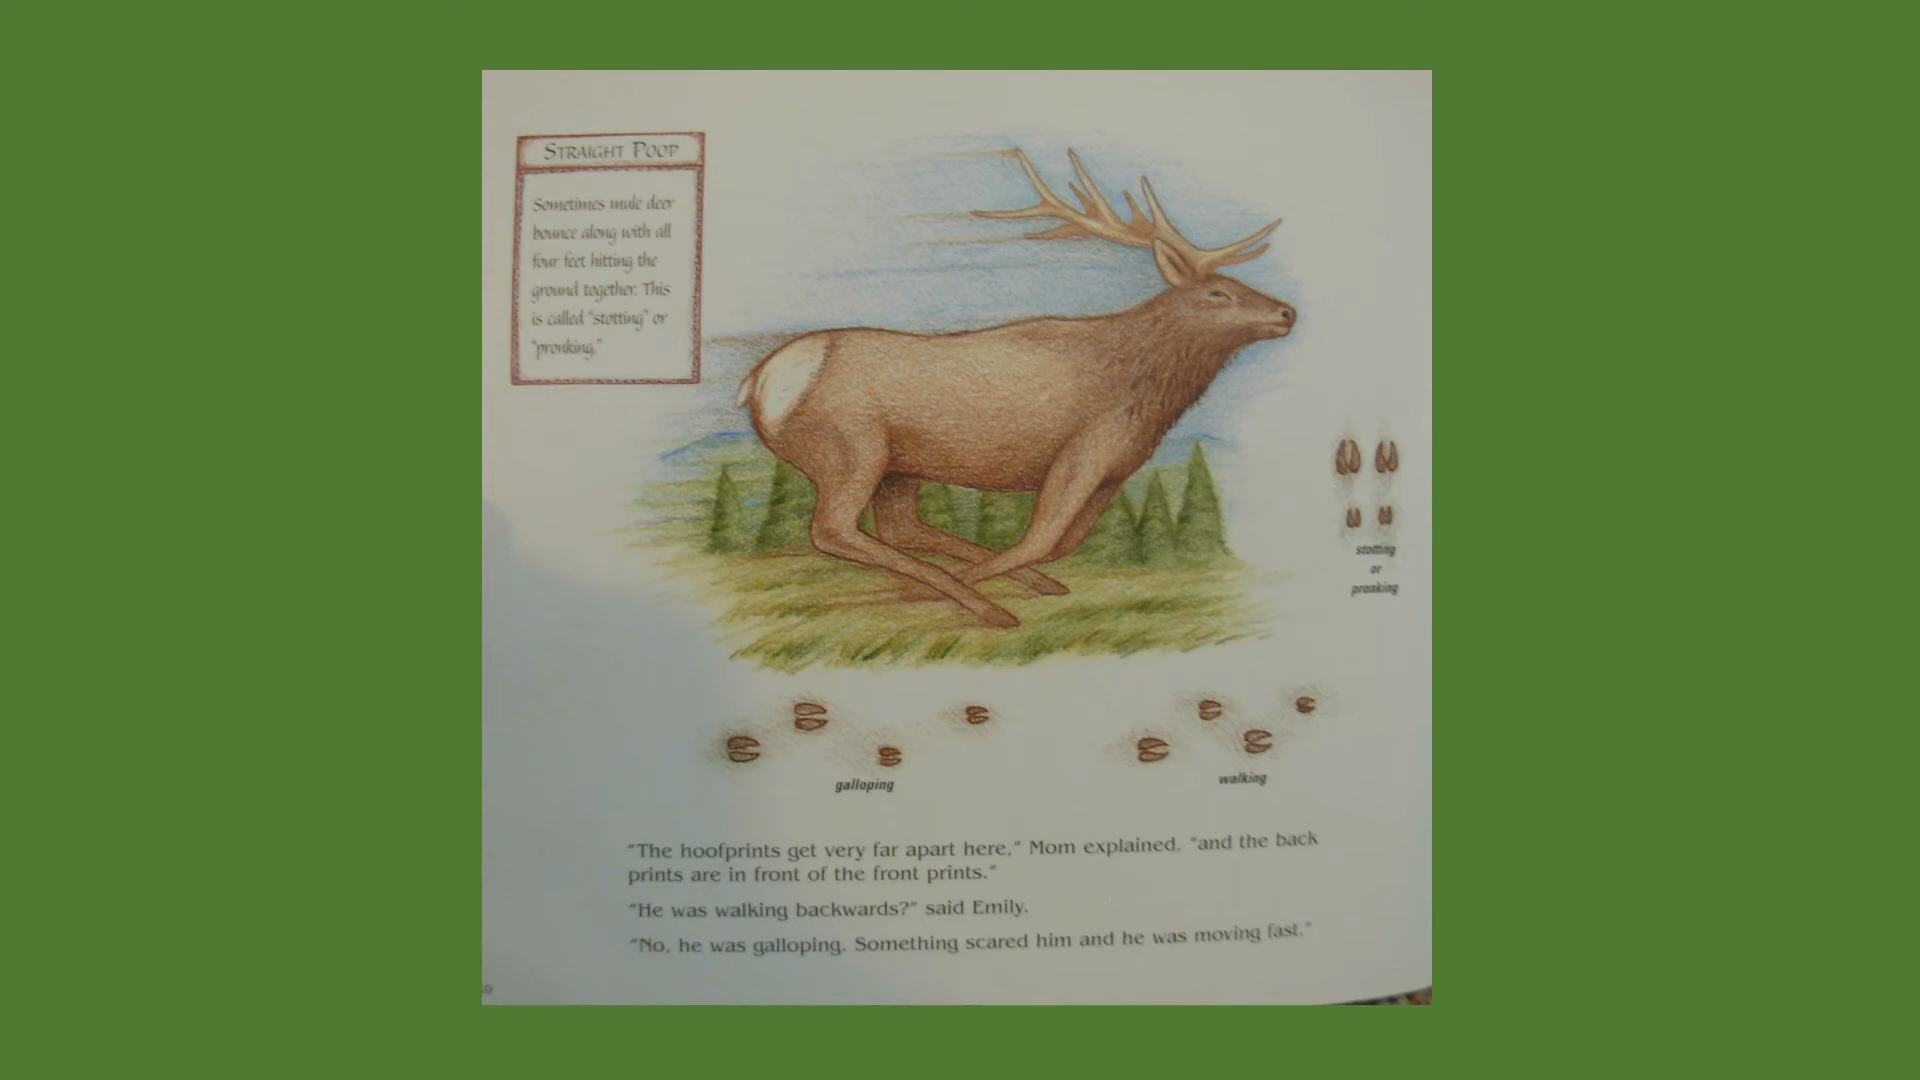 STRAIGHT POOP
Sometimes mule deer
bounce along with all
four feet hitting the
ground together. This
is called "stotting" or
"pronking."
stotting
or
pronking
galloping
walking
"The hoofprints get very far apart here," Mom explained, "and the back
prints are in front of the front prints."
"He was walking backwards?" said Emily.
"No, he was galloping. Something scared him and he was moving fast."